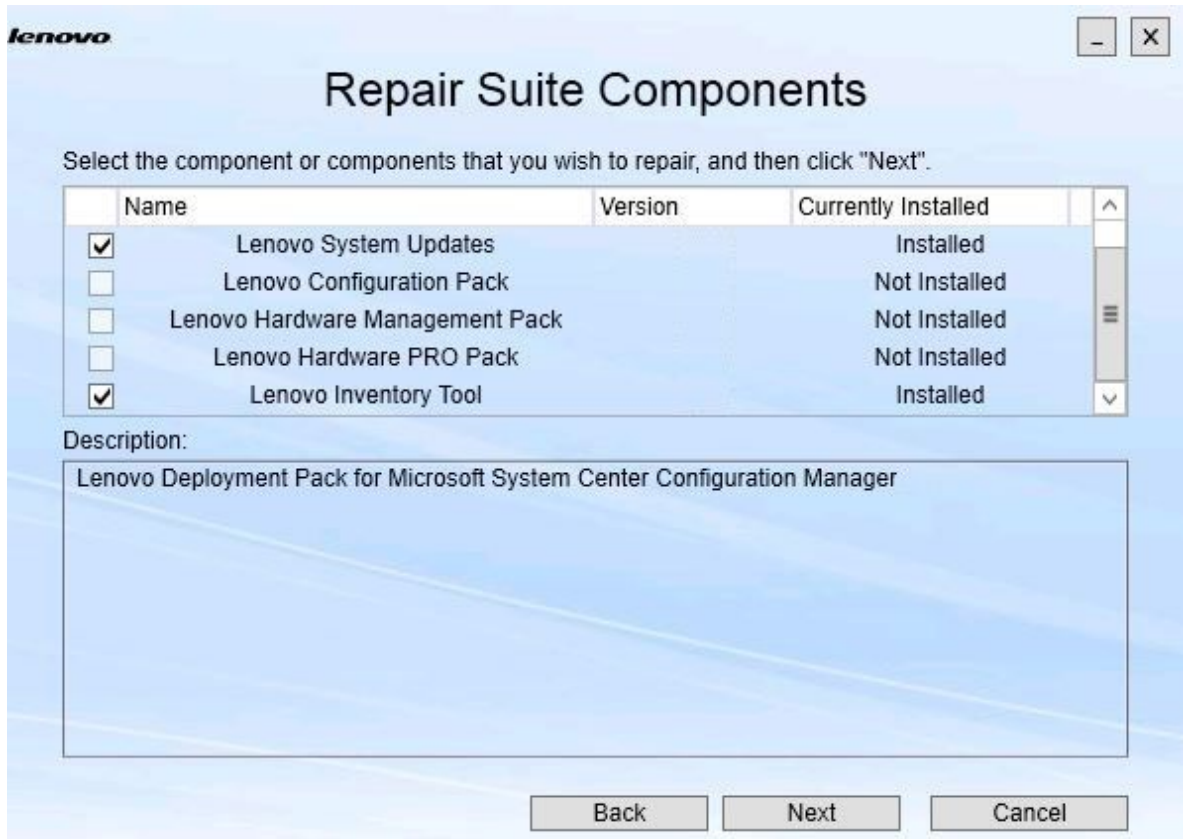 lenovo
Repair Suite Components
Select the component or components that you wish to repair, and then click "Next".
Name Version Currently Installed
Lenovo System Updates Installed
Lenovo Configuration Pack Not Installed
Lenovo Hardware Management Pack Not Installed
Lenovo Hardware PRO Pack Not Installed
Lenovo Inventory Tool Installed
Description:
Lenovo Deployment Pack for Microsoft System Center Configuration Manager
Back Next Cancel